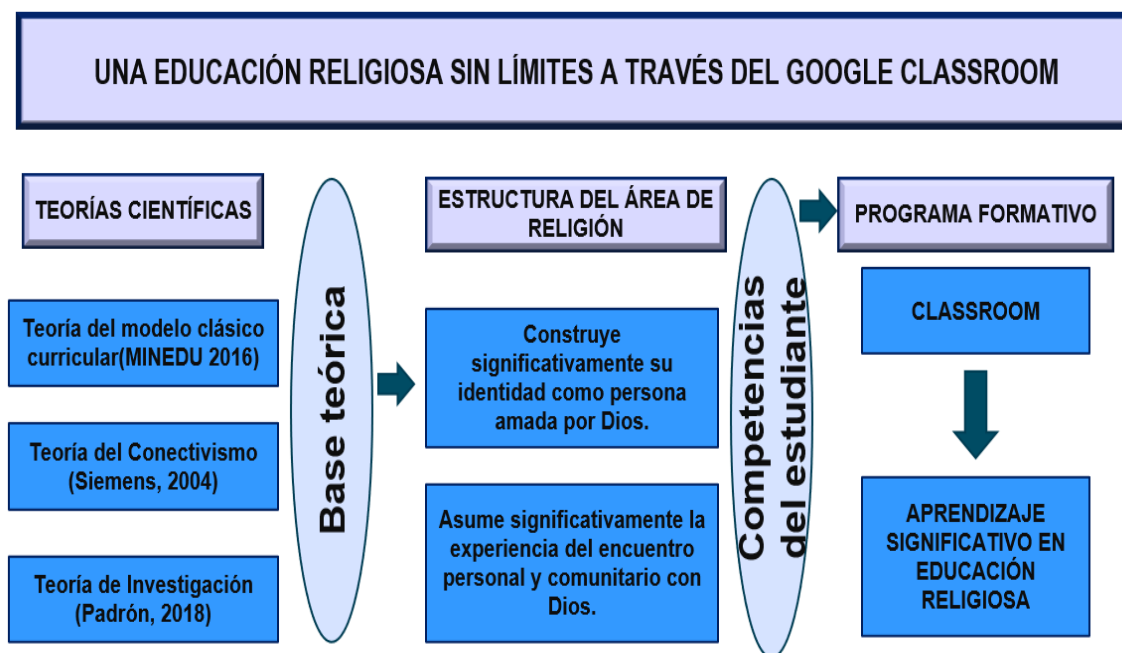 UNA EDUCACIÓN RELIGIOSA SIN LÍMITES A TRAVÉS DEL GOOGLE CLASSROOM
TEORÍAS CIENTÍFICAS
Teoría del modelo clásico
curricular(MINEDU 2016)
Teoría del Conectivismo
(Siemens, 2004)
Teoría de Investigación
(Padrón, 2018)
Base teórica
ESTRUCTURA DEL ÁREA DE
RELIGIÓN
Construye
significativamente su
identidad como persona
amada por Dios.
Asume significativamente la
experiencia del encuentro
personal y comunitario con
Dios.
Competencias
del estudiante
PROGRAMA FORMATIVO
CLASSROOM
APRENDIZAJE
SIGNIFICATIVO EN
EDUCACIÓN
RELIGIOSA